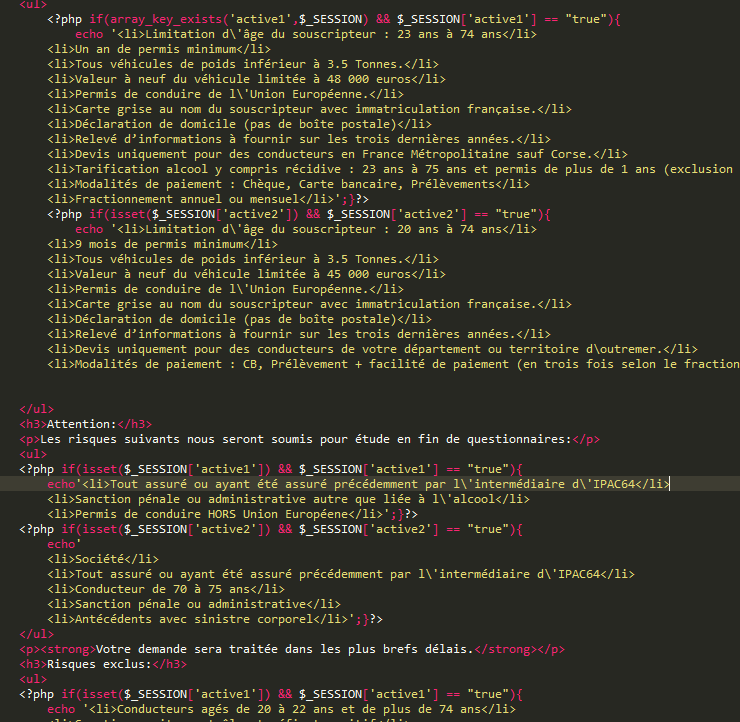 <ul>
<?php if(array_key_exists('active1',$_SESSION) && $_SESSION['active1'] == "true"){
echo '<li>Limitation d\'âge du souscripteur : 23 ans à 74 ans</li>
<li>Un an de permis minimum</li>
<li>Tous véhicules de poids inférieur à 3.5 Tonnes.</li>
<li>Valeur à neuf du véhicule limitée à 48 000 euros</li>
<li>Permis de conduire de l\'Union Européenne.</li>
<li>Carte grise au nom du souscripteur avec immatriculation française.</li>
<li>Déclaration de domicile (pas de boîte postale)</li>
<li>Relevé d’informations à fournir sur les trois dernières années.</li>
<li>Devis uniquement pour des conducteurs en France Métropolitaine sauf Corse.</li>
<li>Tarification alcool y compris récidive : 23 ans à 75 ans et permis de plus de 1 ans (exclusion
<li>Modalités de paiement : Chèque, Carte bancaire, Prélèvements</li>
<li>Fractionnement annuel ou mensuel</li>';}?>
<?php if(isset($_SESSION['active2']) && $_SESSION['active2'] == "true"){
echo '<li>Limitation d\'âge du souscripteur : 20 ans à 74 ans</li>
<li>9 mois de permis minimum</li>
<li>Tous véhicules de poids inférieur à 3.5 Tonnes.</li>
<li>Valeur à neuf du véhicule limitée à 45 000 euros</li>
<li>Permis de conduire de l\'Union Européenne.</li>
<li>Carte grise au nom du souscripteur avec immatriculation française.</li>
<li>Déclaration de domicile (pas de boîte postale)</li>
<li>Relevé d’informations à fournir sur les trois dernières années.</li>
<li>Devis uniquement pour des conducteurs de votre département ou territoire d\outremer.</li>
<li>Modalités de paiement : CB, Prélèvement + facilité de paiement (en trois fois selon le fraction
</ul>
<h3>Attention:</h3>
<p>Les risques suivants nous seront soumis pour étude en fin de questionnaires:</p>
<ul>
<?php if(isset($_SESSION['active1']) && $_SESSION['active1'] == "true"){
echo'<li>Tout assuré ou ayant été assuré précédemment par l\'intermédiaire d\'IPAC64</li>
<li>Sanction pénale ou administrative autre que liée à l\'alcool</li>
<li>Permis de conduire HORS Union Européene</li>';}?>
<?php if(isset($_SESSION['active2']) && $_SESSION['active2'] == "true"){
echo'
<li>Société</li>
<li>Tout assuré ou ayant été assuré précédemment par l\'intermédiaire d\'IPAC64</li>
<li>Conducteur de 70 à 75 ans</li>
<li>Sanction pénale ou administrative</li>
<li>Antécédents avec sinistre corporel</li>';}?>
</ul>
<p><strong>Votre demande sera traitée dans les plus brefs délais.</strong></p>
<h3>Risques exclus:</h3>
<ul>
<?php if(isset($_SESSION['active1']) && $_SESSION['active1'] == "true"){
echo '<li>Conducteurs agés de 20 à 22 ans et de plus de 74 ans</li>